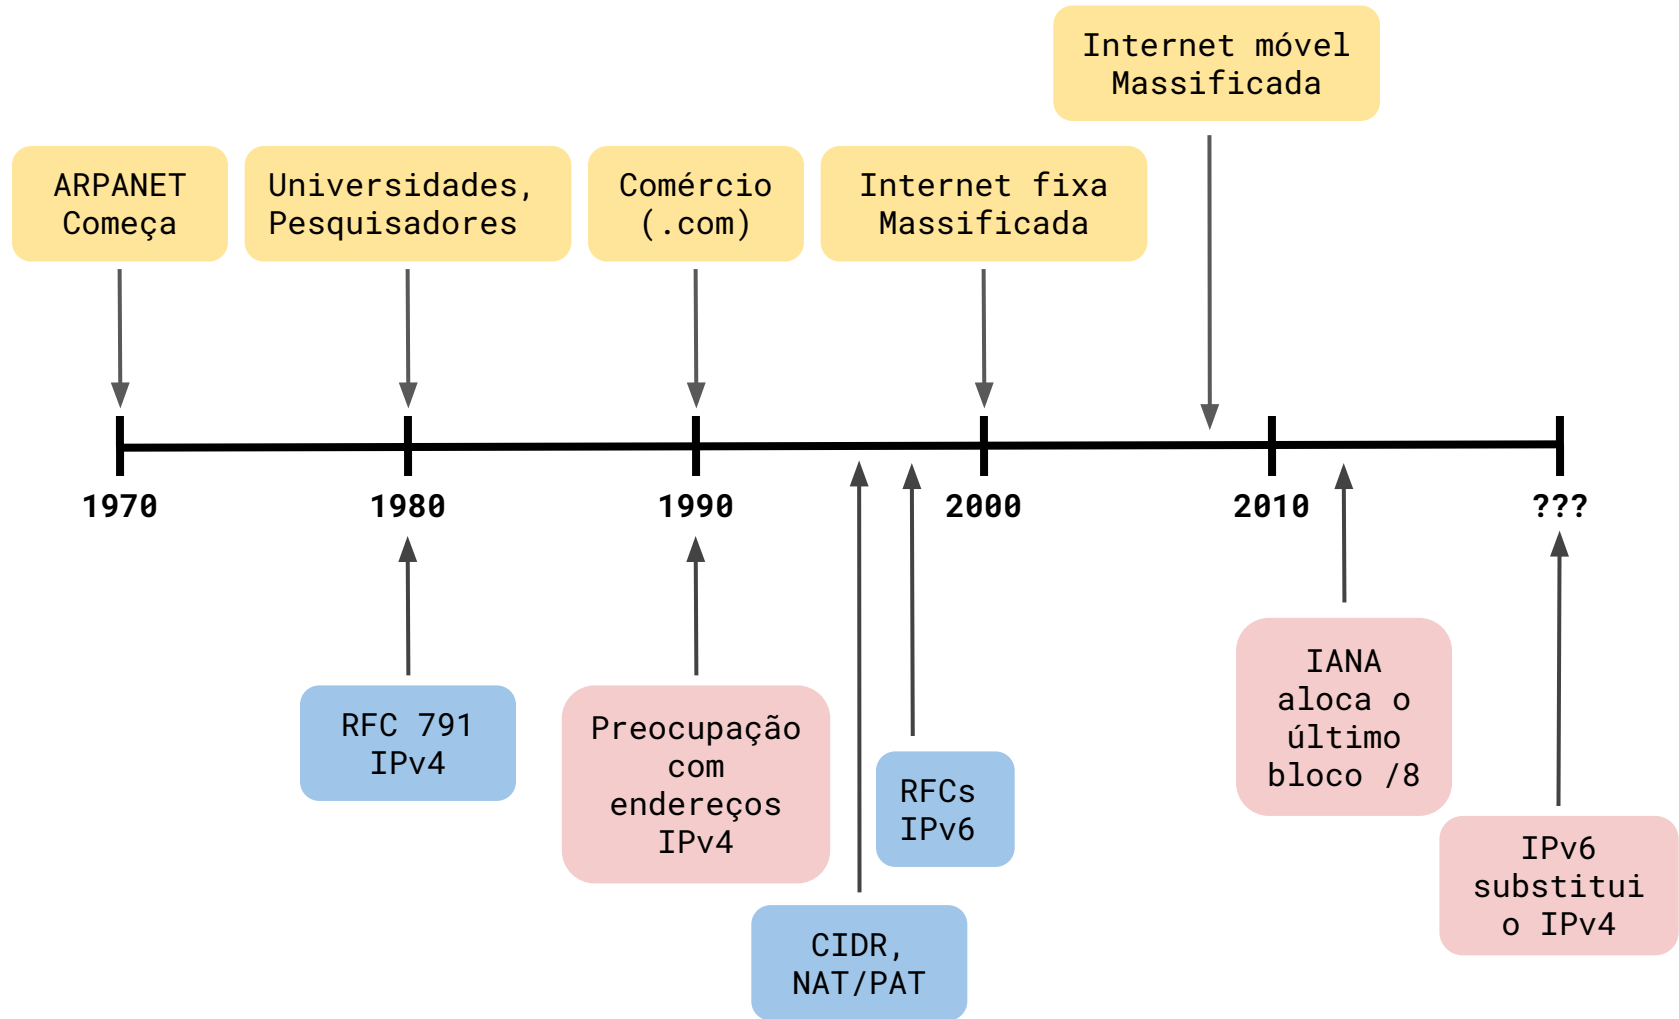 Internet móvel
Massificada
ARPANET
Começa
Universidades,
Pesquisadores
Comércio
(.com)
Internet fixa
Massificada
1970
1980
1990
2000
2010
???
RFC 791
IPv4
Preocupação
com
endereços
IPv4
CIDR,
NAT/PAT
RFCs
IPv6
IANA
aloca o
último
bloco /8
IPv6
substitui
o IPv4